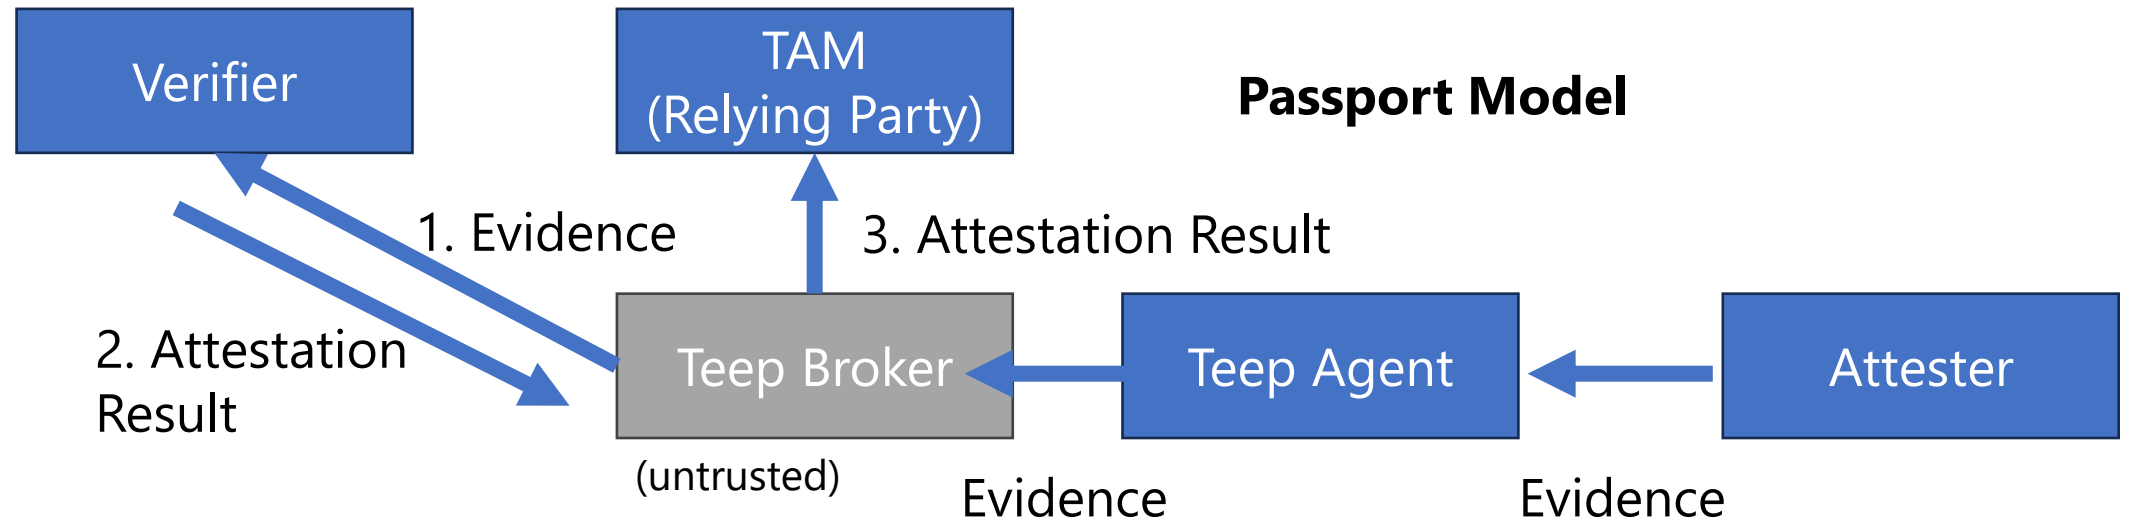 Verifier
TAM
(Relying Party)
Passport Model
1. Evidence
3. Attestation Result
2. Attestation
Result
Teep Broker
Teep Agent
Attester
(untrusted)
Evidence
Evidence